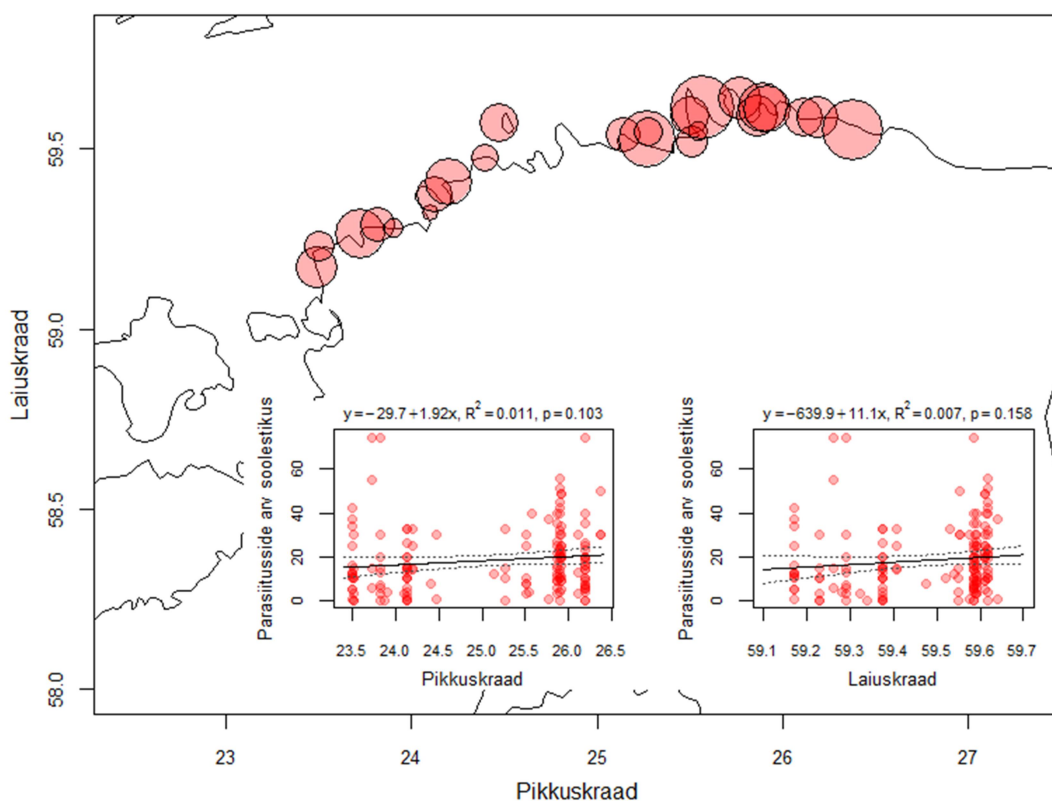 Laiuskraad
59.5
59.0
58.5
58.0
y=−29.7+1.92x, R²=0.011, p=0.103
Parasiitusside arv soolestikus
60
40
20
0
23.5 24.0 24.5 25.0 25.5 26.0 26.5
Pikkuskraad
y=−639.9+11.1x, R²=0.007, p=0.158
Parasiitusside arv soolestikus
60
40
20
0
59.1 59.2 59.3 59.4 59.5 59.6 59.7
Laiuskraad
23 24 25 26 27
Pikkuskraad